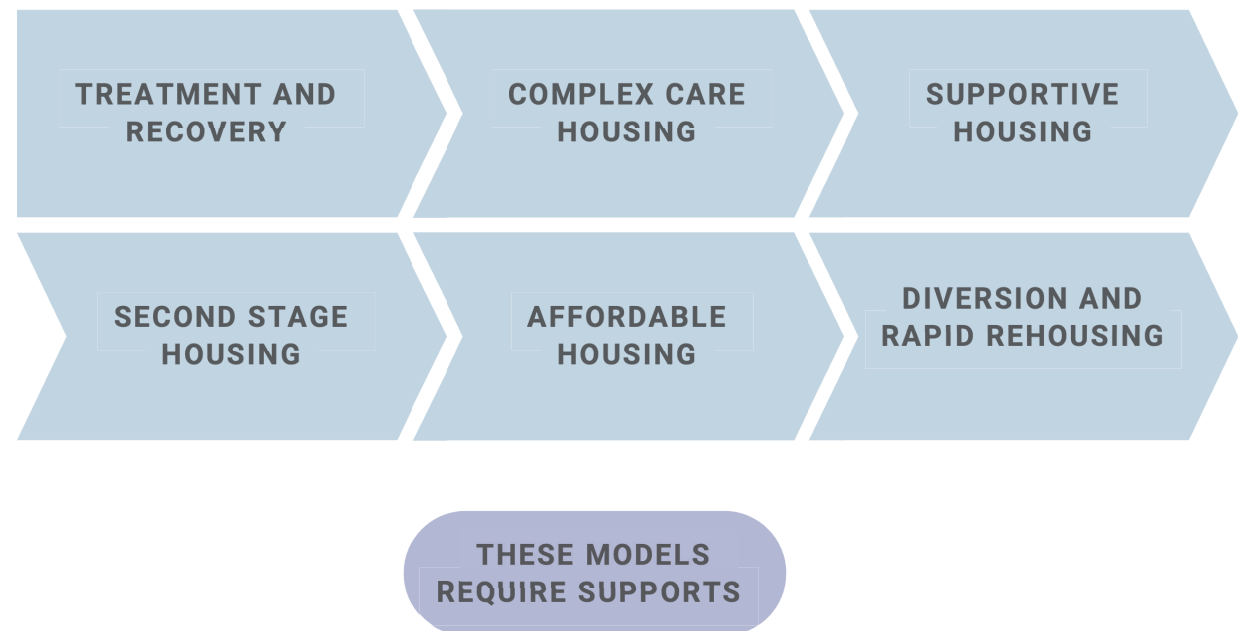 TREATMENT AND
RECOVERY
COMPLEX CARE
HOUSING
SUPPORTIVE
HOUSING
SECOND STAGE
HOUSING
AFFORDABLE
HOUSING
DIVERSION AND
RAPID REHOUSING
THESE MODELS
REQUIRE SUPPORTS